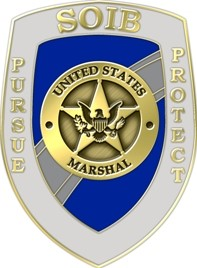 SOIB
PURSUE
PROTECT
UNITED STATES
MARSHAL